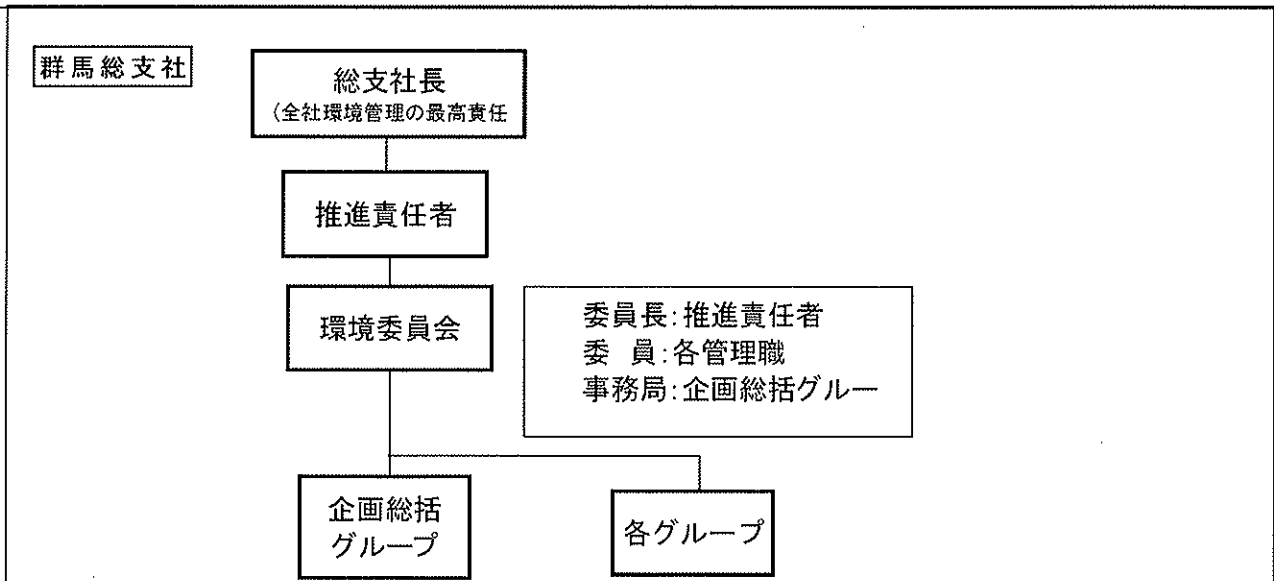 群馬総支社
総支社長
(全社環境管理の最高責任
推進責任者
環境委員会
委員長:推進責任者
委　員:各管理職
事務局:企画総括グルー
企画総括
グループ
各グループ